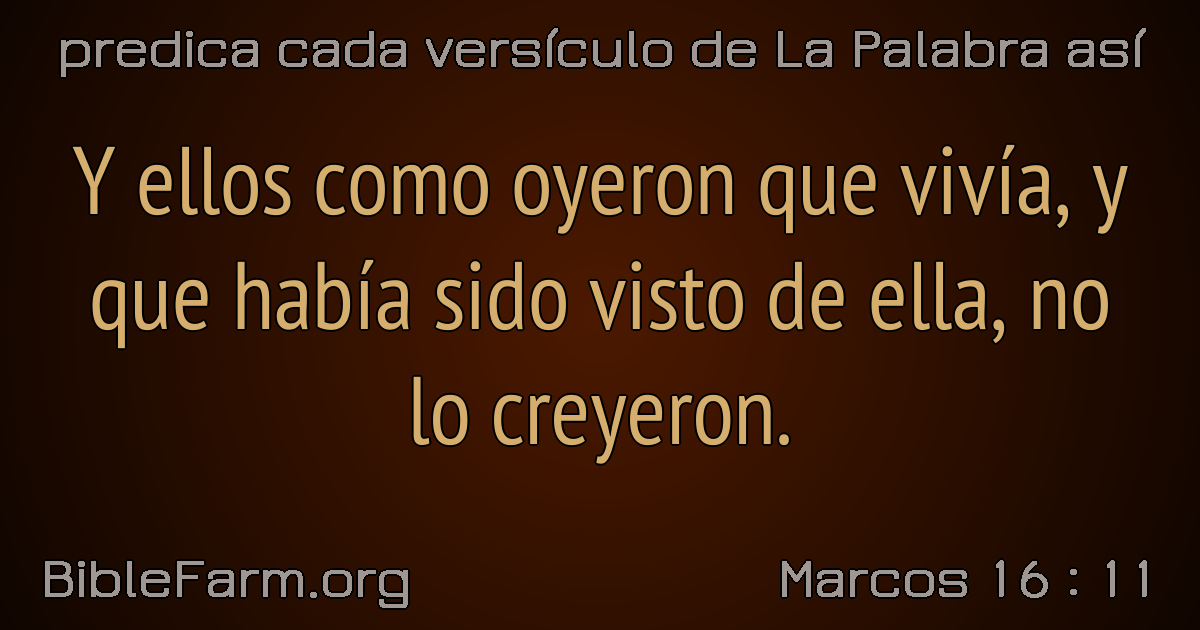 predica cada versículo de La Palabra así
Y ellos como oyeron que vivía, y
que había sido visto de ella, no
lo creyeron.
BibleFarm.org
Marcos 16 : 11